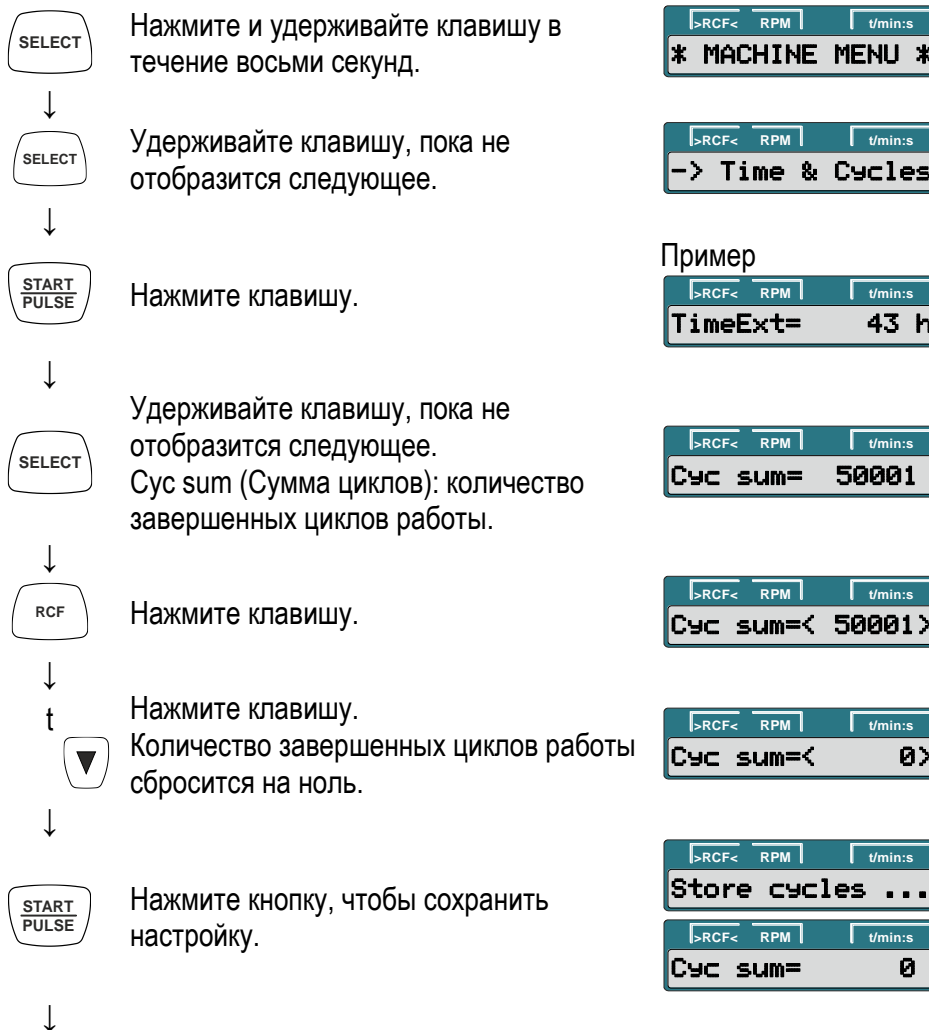 SELECT
Нажмите и удерживайте клавишу в
течение восьми секунд.
>RCF< RPM t/min:s
* MACHINE MENU *
↓
SELECT
Удерживайте клавишу, пока не
отобразится следующее.
>RCF< RPM t/min:s
-> Time & Cycles
↓
START
PULSE
Нажмите клавишу.
Пример
>RCF< RPM t/min:s
TimeExt= 43 h
↓
SELECT
Удерживайте клавишу, пока не
отобразится следующее.
Cyc sum (Сумма циклов): количество
завершенных циклов работы.
>RCF< RPM t/min:s
Cyc sum= 50001
↓
RCF
Нажмите клавишу.
>RCF< RPM t/min:s
Cyc sum=< 50001>
↓
t
▼
Нажмите клавишу.
Количество завершенных циклов работы
сбросится на ноль.
>RCF< RPM t/min:s
Cyc sum=< 0>
↓
START
PULSE
Нажмите кнопку, чтобы сохранить
настройку.
>RCF< RPM t/min:s
Store cycles ...
>RCF< RPM t/min:s
Cyc sum= 0
↓